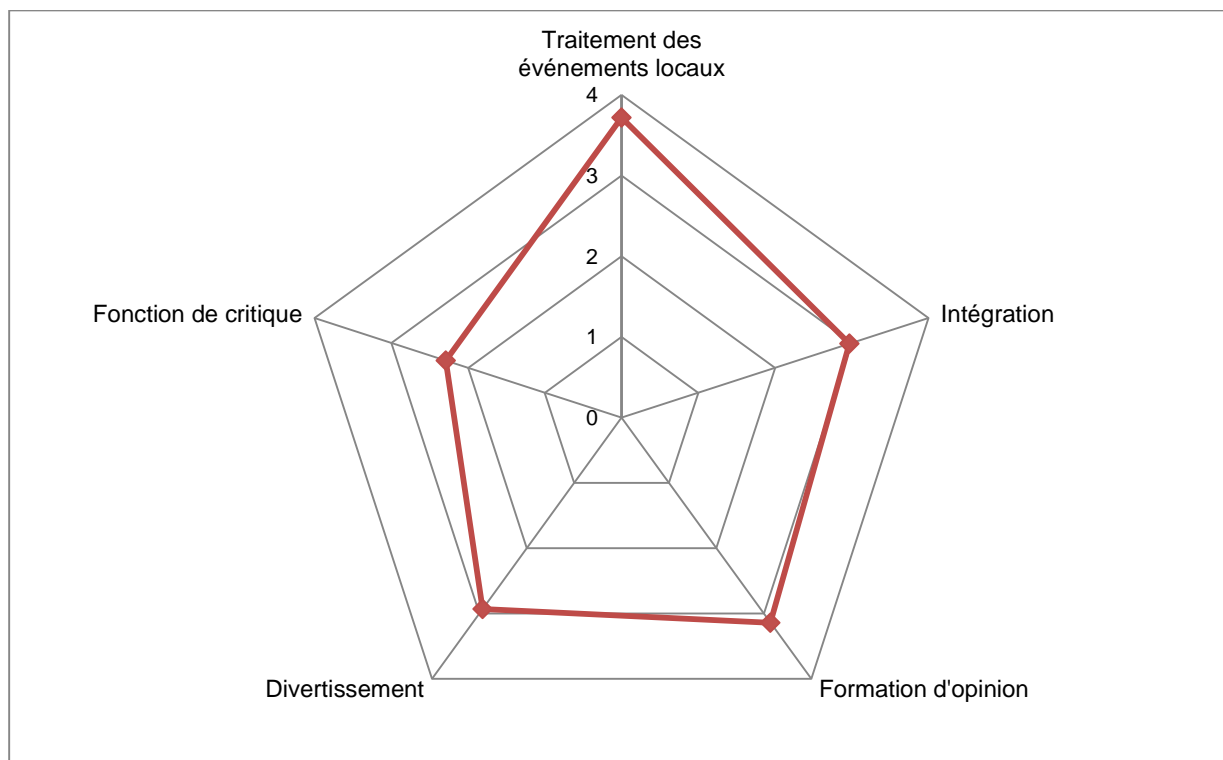 Traitement des
événements locaux
4
3
Intégration
Fonction de critique
2
1
0
Divertissement
Formation d'opinion